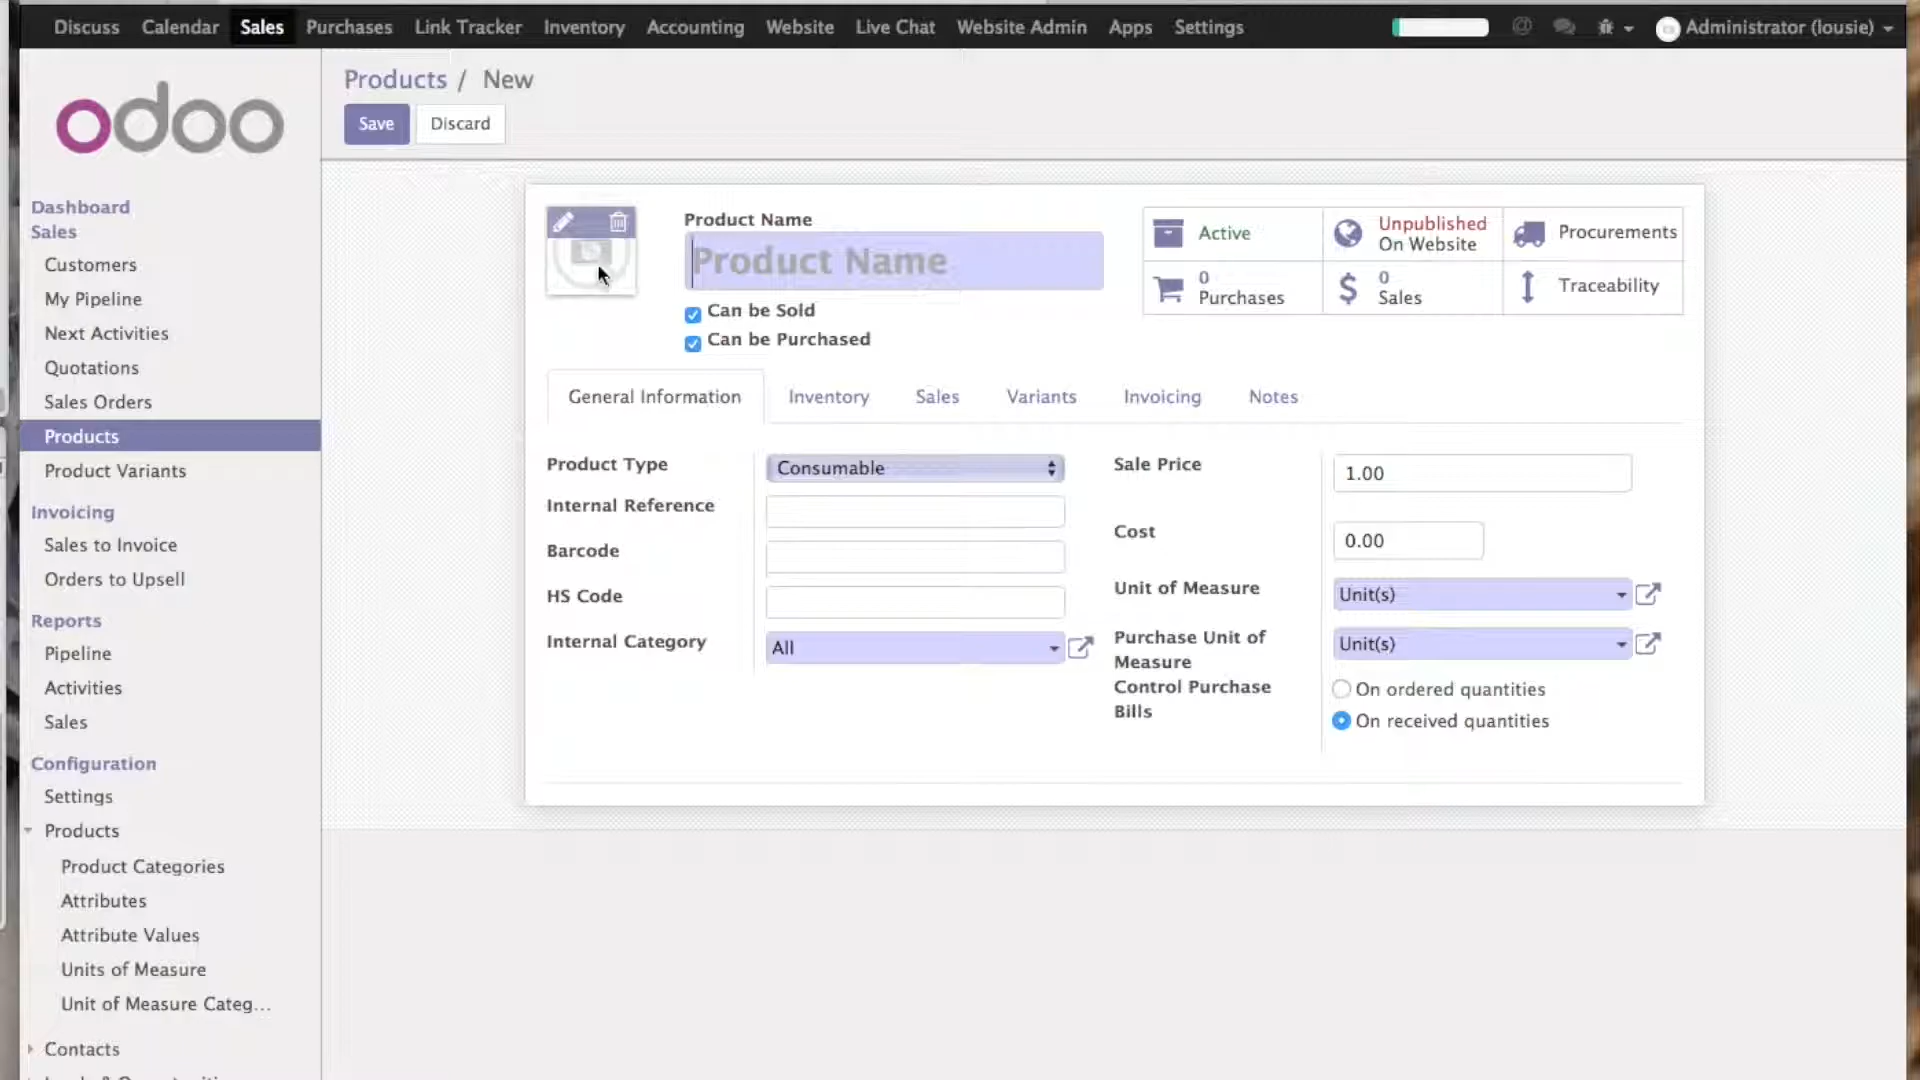 Discuss Calendar Sales Purchases Link Tracker Inventory Accounting Website Live Chat Website Admin Apps Settings @ Administrator (lousie)
odoo
Products / New
Save Discard
Dashboard
Sales
Customers
My Pipeline
Next Activities
Quotations
Sales Orders
Products
Product Variants
Invoicing
Sales to Invoice
Orders to Upsell
Reports
Pipeline
Activities
Sales
Configuration
Settings
Products
Product Categories
Attributes
Attribute Values
Units of Measure
Unit of Measure Categ...
Contacts
Product Name
Product Name
Can be Sold
Can be Purchased
Active
Unpublished
On Website
Procurements
0
Purchases
0
Sales
Traceability
General Information Inventory Sales Variants Invoicing Notes
Product Type Consumable
Internal Reference
Barcode
HS Code
Internal Category All
Sale Price 1.00
Cost 0.00
Unit of Measure Unit(s)
Purchase Unit of
Measure
Unit(s)
Control Purchase
Bills
On ordered quantities
On received quantities